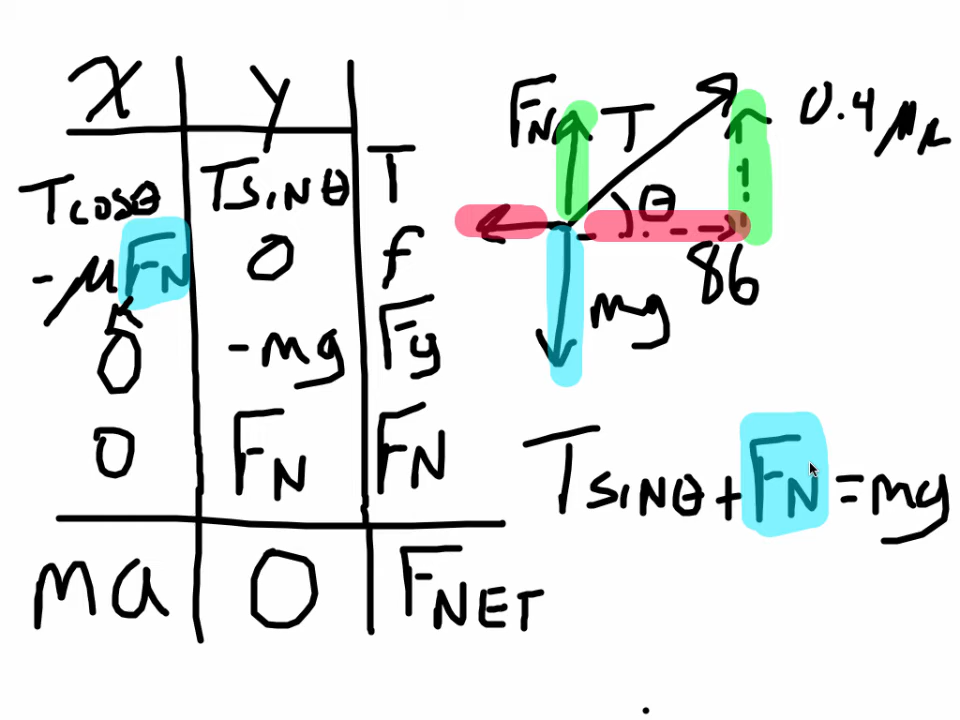 x y
Tcosθ Tsinθ T
-μFN 0 f
0 -mg Fg
0 FN FN
ma 0 FNET
FN T 0.4 μk
θ
86
mg
Tsinθ + FN = mg